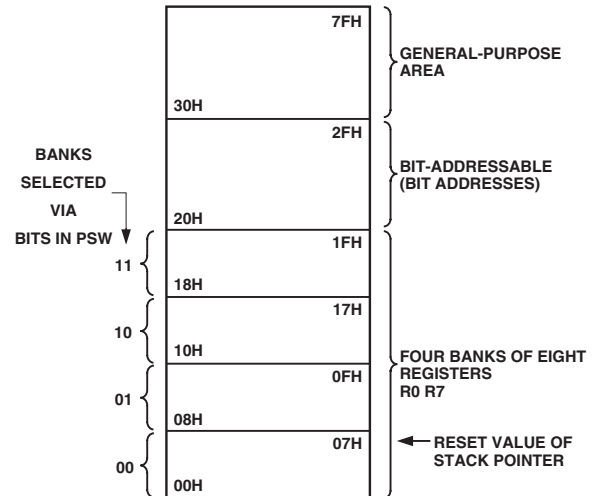 7FH
GENERAL-PURPOSE
AREA
30H
2FH
BANKS
SELECTED
VIA
BITS IN PSW
BIT-ADDRESSABLE
(BIT ADDRESSES)
20H
1FH
11
18H
17H
10
10H
FOUR BANKS OF EIGHT
REGISTERS
R0 R7
0FH
01
08H
07H
RESET VALUE OF
STACK POINTER
00
00H